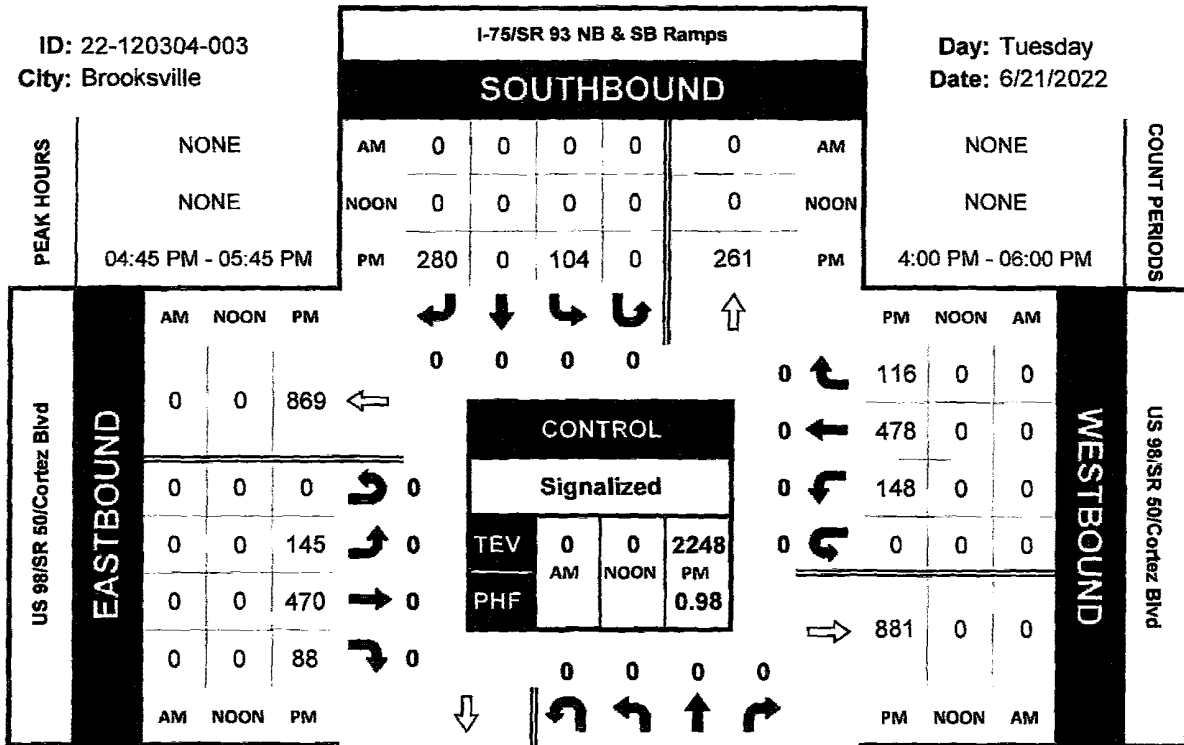 ID: 22-120304-003
City: Brooksville
I-75/SR 93 NB & SB Ramps
SOUTHBOUND
Day: Tuesday
Date: 6/21/2022
PEAK HOURS
NONE
NONE
04:45 PM - 05:45 PM
AM 0 0 0 0 0 AM
NOON 0 0 0 0 0 NOON
PM 280 0 104 0 261 PM
NONE
NONE
4:00 PM - 06:00 PM
COUNT PERIODS
0 0 0 0
US 98/SR 50/Cortez Blvd
EASTBOUND
AM NOON PM
0 0 869
0 0 0 0
0 0 145 0
0 0 470 0
0 0 88 0
AM NOON PM
CONTROL
Signalized
TEV 0 0 2248
AM NOON PM
PHF 0.98
PM NOON AM
0 116 0 0
0 478 0 0
0 148 0 0
0 0 0 0
881 0 0
PM NOON AM
WESTBOUND
US 98/SR 50/Cortez Blvd
0 0 0 0